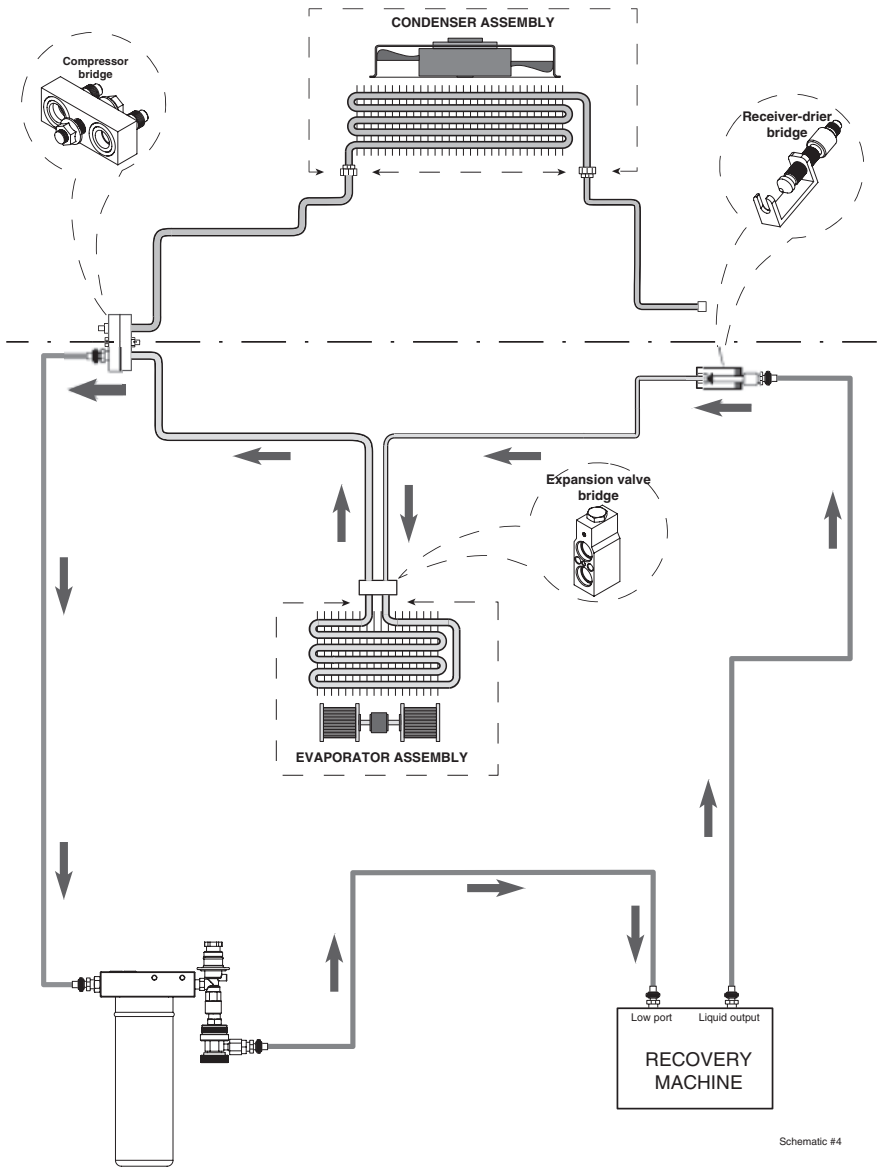 CONDENSER ASSEMBLY
Compressor
bridge
Receiver-drier
bridge
Expansion valve
bridge
EVAPORATOR ASSEMBLY
Low port
Liquid output
RECOVERY
MACHINE
Schematic #4